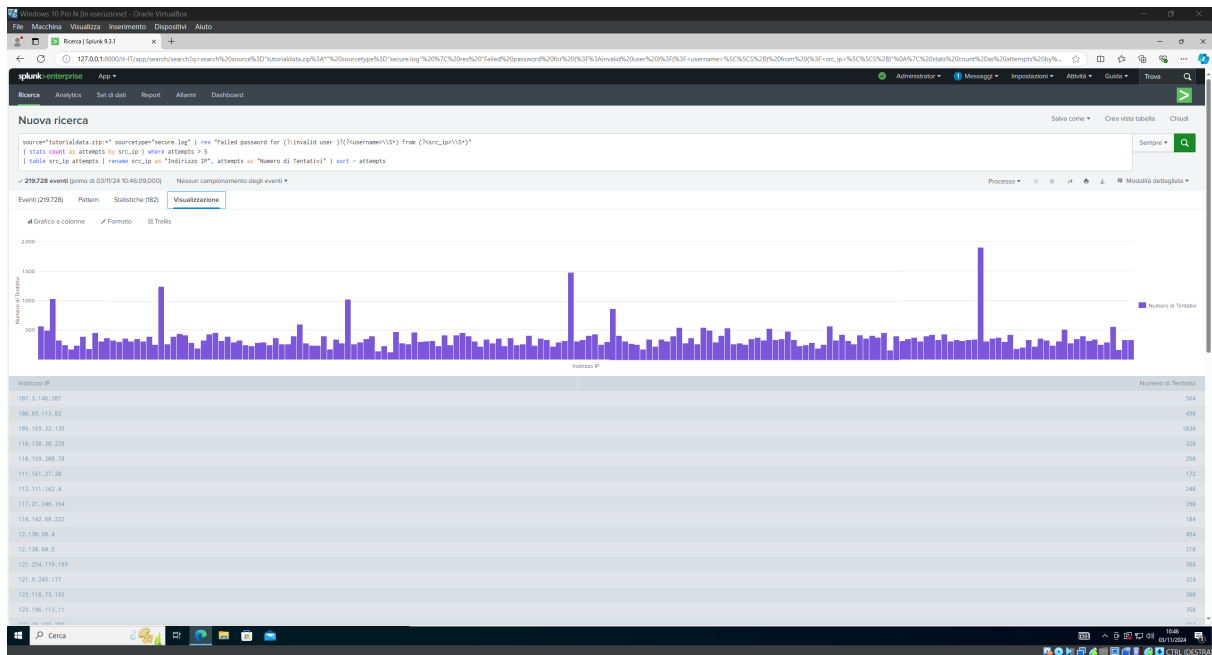 Windows 10 Pro N [In esecuzione] - Oracle VirtualBox
File Macchina Visualizza Inserimento Dispositivi Aiuto
Ricerca | Splunk 9.3.1
splunk>enterprise App Administrator 1 Messaggi Impostazioni Attività Guida Trova
Ricerca Analytics Set di dati Report Allarmi Dashboard
Nuova ricerca Salva come Crea vista tabella Chiudi
source="tutorialdata.zip:*" sourcetype="secure.log" | rex "Failed password for (?:invalid user )?(?<username>\\S+) from (?<src_ip>\\S+)" Sempre
| stats count as attempts by src_ip | where attempts > 5
| table src_ip attempts | rename src_ip as "Indirizzo IP", attempts as "Numero di Tentativi" | sort - attempts
219.728 eventi (prima di 03/11/24 10:46:09,000) Nessun campionamento degli eventi Processo Modalità dettagliata
Eventi (219.728) Pattern Statistiche (182) Visualizzazione
Grafico a colonne Formato Trellis
2.000
1500
1.000
500
Numero di Tentativi
Indirizzo IP
Numero di Tentativi
Indirizzo IP Numero di Tentativi
107.3.146.207 564
108.65.113.83 498
109.169.32.135 1030
110.138.30.229 326
110.159.208.78 250
111.161.27.20 172
112.111.162.4 240
117.21.246.164 390
118.142.68.222 184
12.130.60.4 454
12.130.60.5 310
121.254.179.199 366
121.9.245.177 324
123.118.73.155 380
123.196.113.11 358
Cerca 10:46
03/11/2024
CTRL (DESTRA)